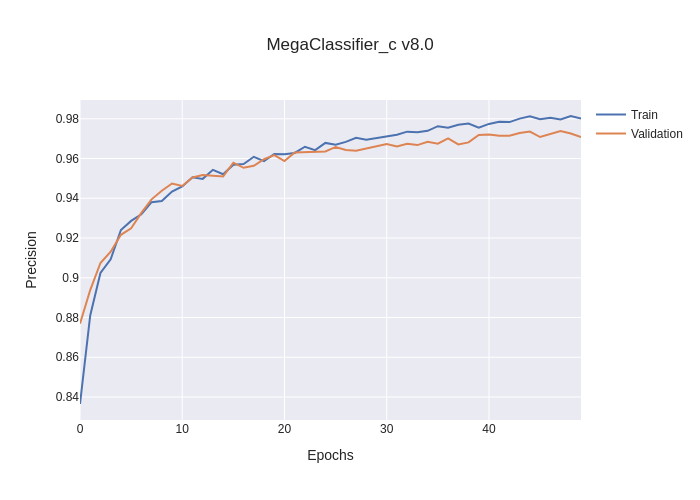 MegaClassifier_c v8.0
Train
Validation
0.98
0.96
0.94
0.92
0.9
0.88
0.86
0.84
Precision
0 10 20 30 40
Epochs